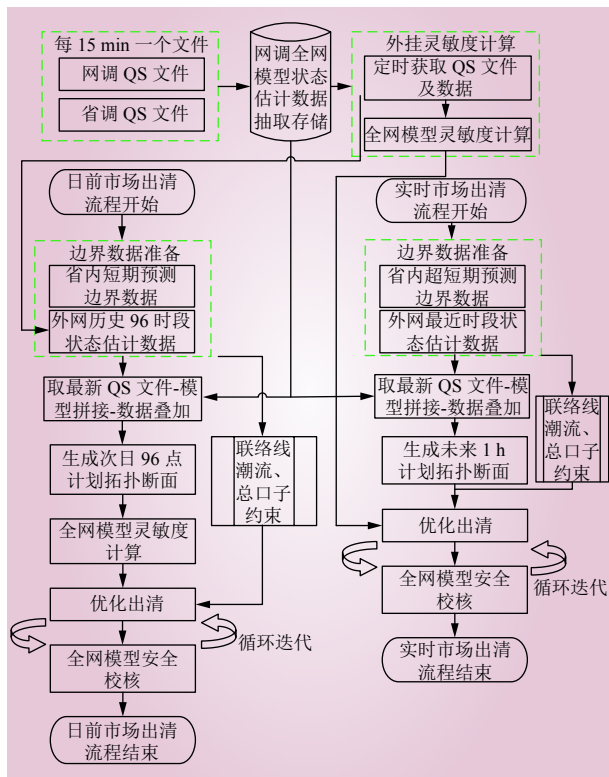 每 15 min 一个文件
网调 QS 文件
省调 QS 文件
网调全网
模型状态
估计数据
抽取存储
外挂灵敏度计算
定时获取 QS 文件
及数据
全网模型灵敏度计算
日前市场出清
流程开始
边界数据准备
省内短期预测
边界数据
外网历史 96 时段
状态估计数据
取最新 QS 文件-模
型拼接-数据叠加
生成次日 96 点
计划拓扑断面
全网模型灵敏度
计算
联络线
潮流、
总口子
约束
优化出清
循环迭代
全网模型安全
校核
日前市场出清
流程结束
实时市场出清
流程开始
边界数据准备
省内超短期预测
边界数据
外网最近时段状
态估计数据
取最新 QS 文件-模
型拼接-数据叠加
联络线
潮流、
总口子
约束
生成未来 1 h
计划拓扑断面
优化出清
循环迭代
全网模型安全
校核
实时市场出清
流程结束